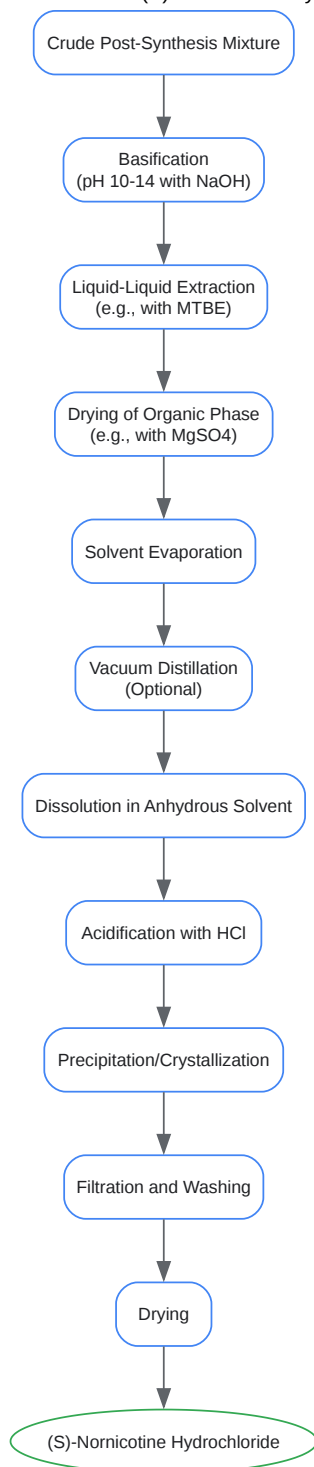 Crude Post-Synthesis Mixture
Basification
(pH 10-14 with NaOH)
Liquid-Liquid Extraction
(e.g., with MTBE)
Drying of Organic Phase
(e.g., with MgSO4)
Solvent Evaporation
Vacuum Distillation
(Optional)
Dissolution in Anhydrous Solvent
Acidification with HCl
Precipitation/Crystallization
Filtration and Washing
Drying
(S)-Nornicotine Hydrochloride